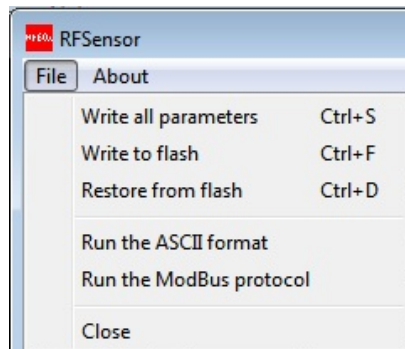 RFSensor
File About
Write all parameters Ctrl+S
Write to flash Ctrl+F
Restore from flash Ctrl+D
Run the ASCII format
Run the ModBus protocol
Close